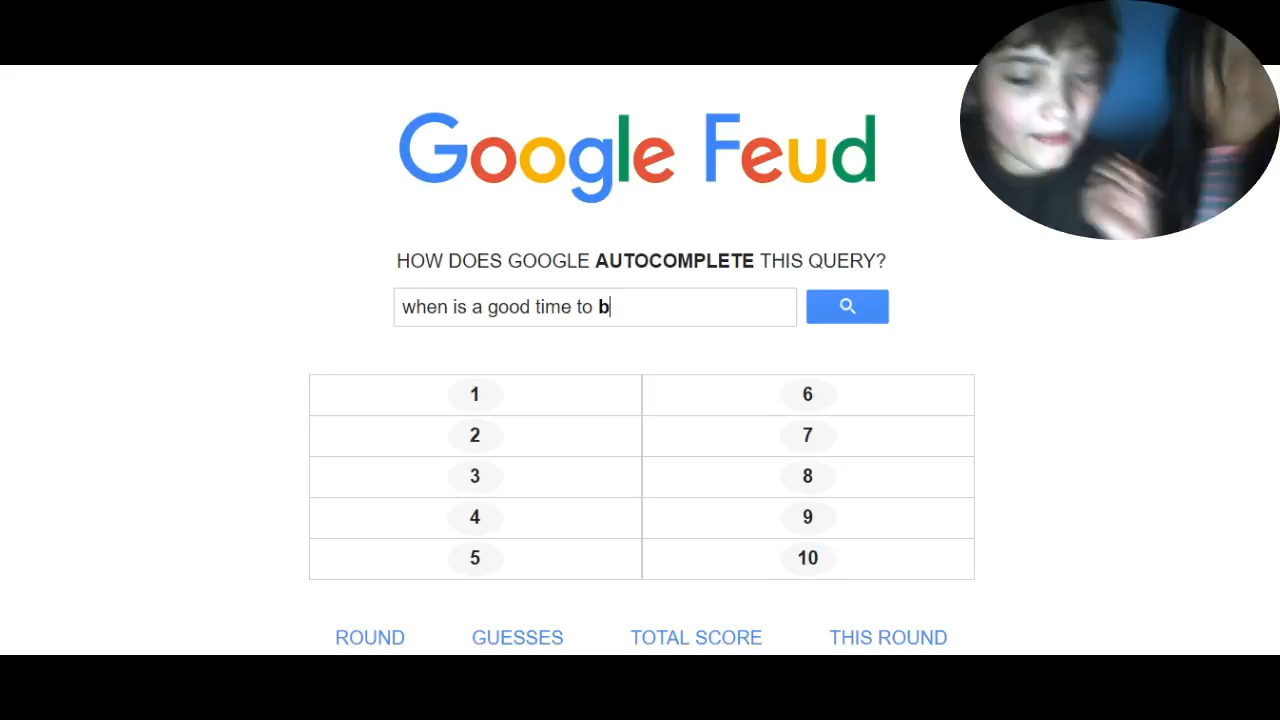 Google Feud
HOW DOES GOOGLE AUTOCOMPLETE THIS QUERY?
when is a good time to b
1 6
2 7
3 8
4 9
5 10
ROUND GUESSES TOTAL SCORE THIS ROUND